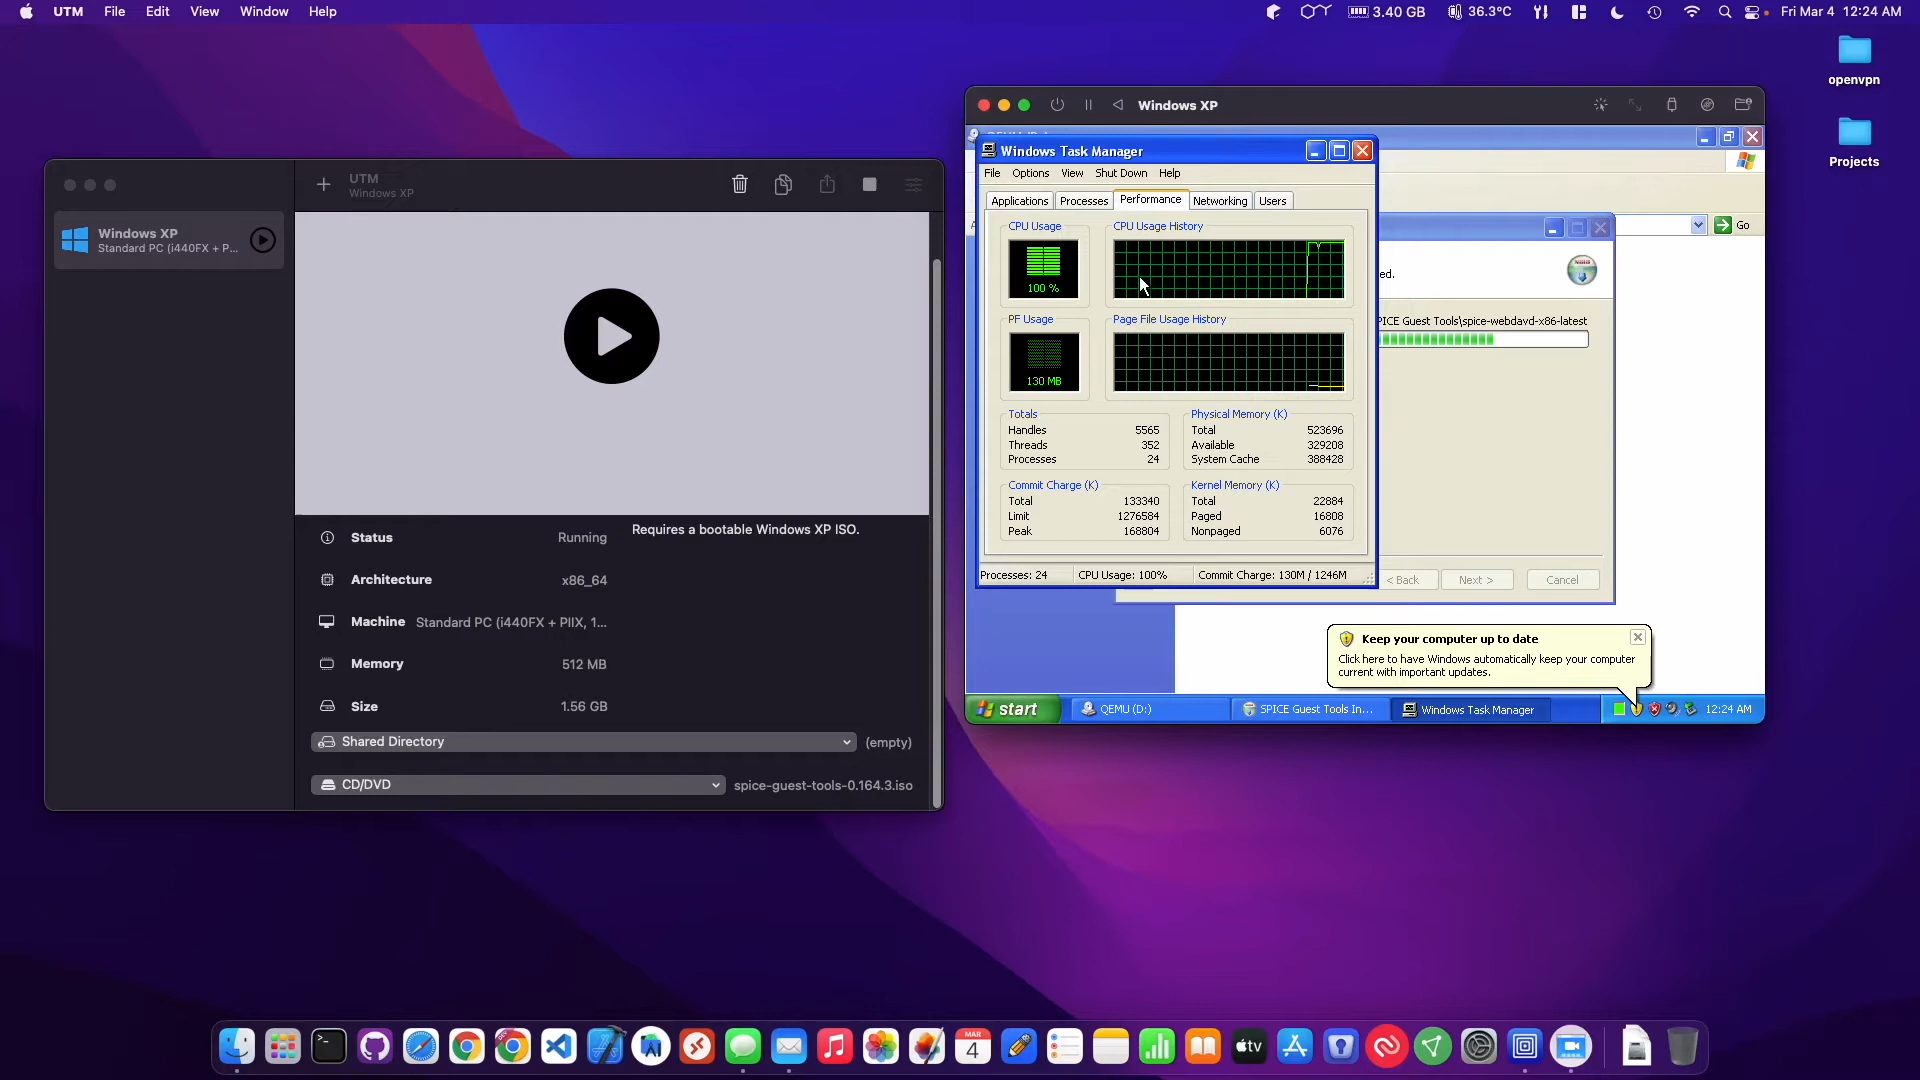 UTM File Edit View Window Help
3.40 GB 36.3°C Fri Mar 4 12:24 AM
openvpn
Projects
UTM
Windows XP
Windows XP
Standard PC (i440FX + P...
Status Running
Requires a bootable Windows XP ISO.
Architecture x86_64
Machine Standard PC (i440FX + PIIX, 1...
Memory 512 MB
Size 1.56 GB
Shared Directory (empty)
CD/DVD spice-guest-tools-0.164.3.iso
Windows XP
Windows Task Manager
File Options View Shut Down Help
Applications Processes Performance Networking Users
CPU Usage CPU Usage History
100 %
PF Usage Page File Usage History
130 MB
Totals
Handles 5565
Threads 352
Processes 24
Physical Memory (K)
Total 523696
Available 329208
System Cache 388428
Commit Charge (K)
Total 133340
Limit 1276584
Peak 168804
Kernel Memory (K)
Total 22884
Paged 16808
Nonpaged 6076
Processes: 24 CPU Usage: 100% Commit Charge: 130M / 1246M
Go
ed.
PICE Guest Tools\spice-webdavd-x86-latest
< Back Next > Cancel
Keep your computer up to date
Click here to have Windows automatically keep your computer
current with important updates.
start QEMU (D:) SPICE Guest Tools In... Windows Task Manager 12:24 AM
MAR
4
tv